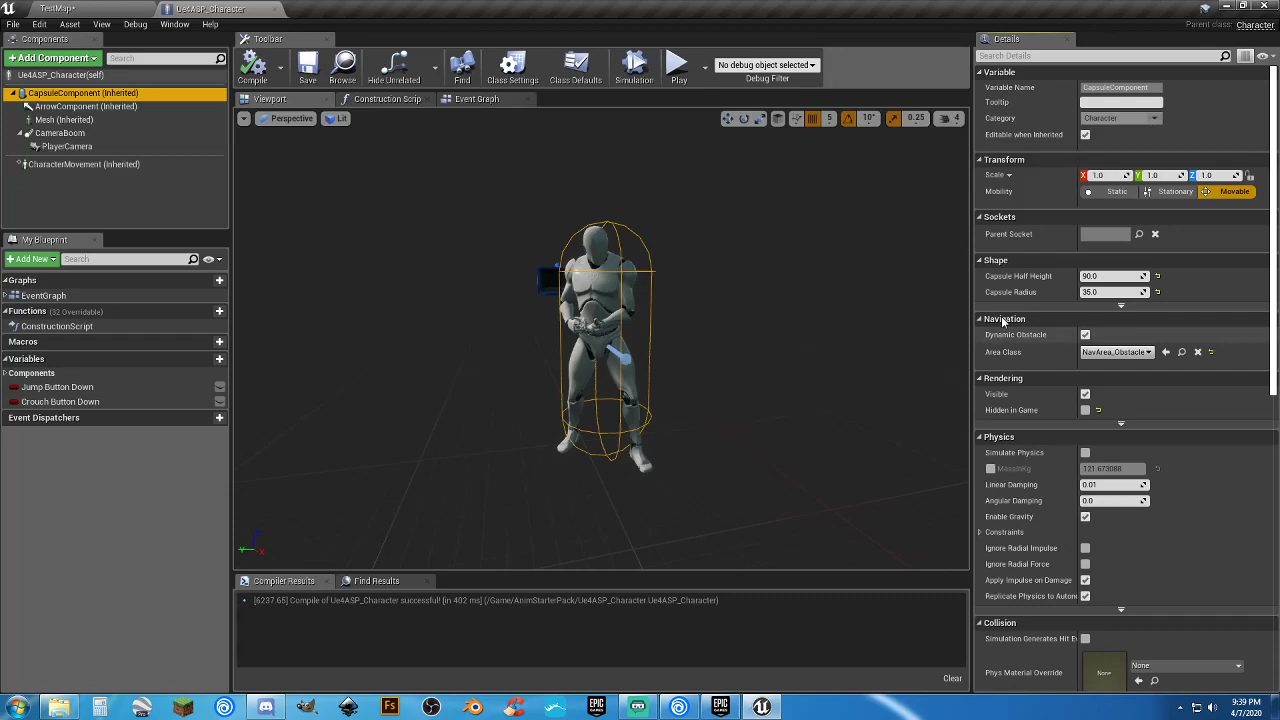 TestMap*
Ue4ASP_Character
File Edit Asset View Debug Window Help
Parent class: Character
Components
+ Add Component
Search
Ue4ASP_Character(self)
CapsuleComponent (Inherited)
ArrowComponent (Inherited)
Mesh (Inherited)
CameraBoom
PlayerCamera
CharacterMovement (Inherited)
My Blueprint
+ Add New
Search
Graphs
EventGraph
Functions (32 Overridable)
ConstructionScript
Macros
Variables
Components
Jump Button Down
Crouch Button Down
Event Dispatchers
Toolbar
Compile
Save
Browse
Hide Unrelated
Find
Class Settings
Class Defaults
Simulation
Play
No debug object selected
Debug Filter
Viewport
Construction Scrip
Event Graph
Perspective
Lit
5
10°
0.25
4
X
Y
Compiler Results
Find Results
[6237.65] Compile of Ue4ASP_Character successful! [in 402 ms] (/Game/AnimStarterPack/Ue4ASP_Character.Ue4ASP_Character)
Clear
Details
Search Details
Variable
Variable Name CapsuleComponent
Tooltip
Category Character
Editable when Inherited
Transform
Scale X 1.0 Y 1.0 Z 1.0
Mobility Static Stationary Movable
Sockets
Parent Socket
Shape
Capsule Half Height 90.0
Capsule Radius 35.0
Navigation
Dynamic Obstacle
Area Class NavArea_Obstacle
Rendering
Visible
Hidden in Game
Physics
Simulate Physics
MassInKg 121.673088
Linear Damping 0.01
Angular Damping 0.0
Enable Gravity
Constraints
Ignore Radial Impulse
Ignore Radial Force
Apply Impulse on Damage
Replicate Physics to Auton
Collision
Simulation Generates Hit E
Phys Material Override None None
Pro
Fs
EPIC GAMES
EPIC GAMES
9:39 PM
4/7/2020